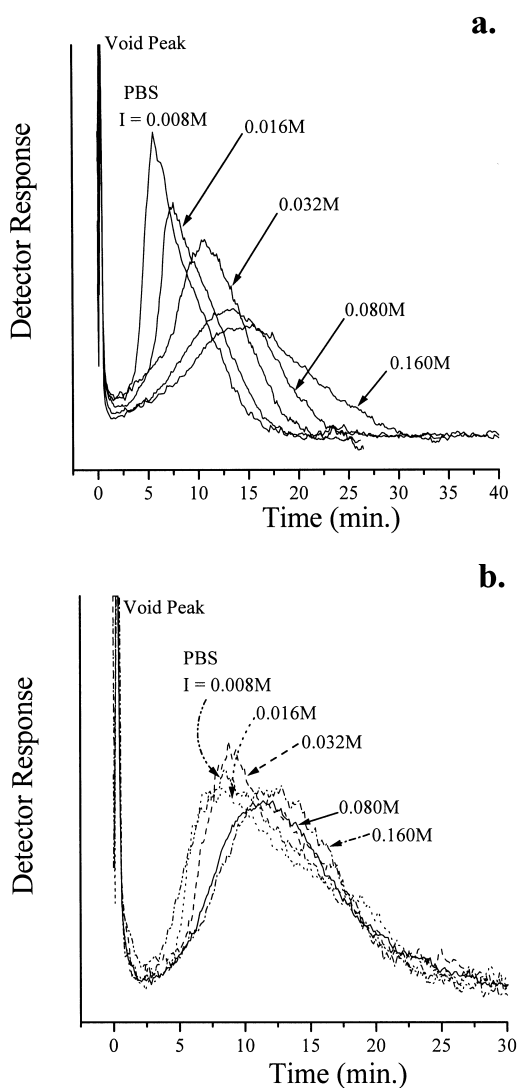 a.
Void Peak
PBS
I = 0.008M
0.016M
0.032M
0.080M
0.160M
Detector Response
0 5 10 15 20 25 30 35 40
Time (min.)
b.
Void Peak
PBS
I = 0.008M
0.016M
0.032M
0.080M
0.160M
Detector Response
0 5 10 15 20 25 30
Time (min.)